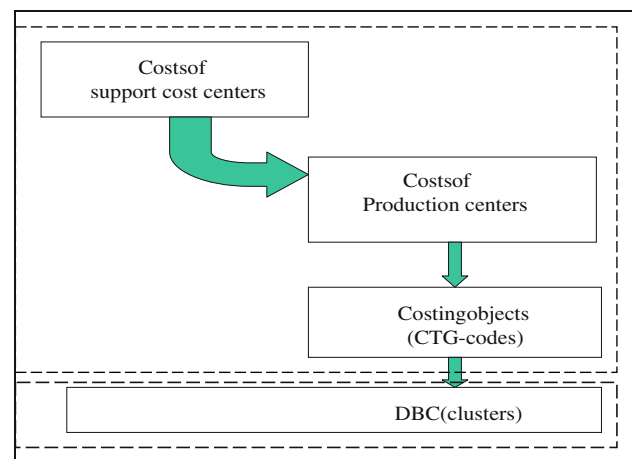 Costsof
support cost centers
Costsof
Production centers
Costingobjects
(CTG-codes)
DBC(clusters)